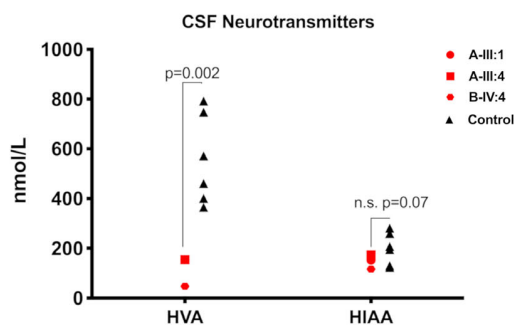 CSF Neurotransmitters
1000
800
600
400
200
0
nmol/L
p=0.002
n.s. p=0.07
HVA
HIAA
A-III:1
A-III:4
B-IV:4
Control